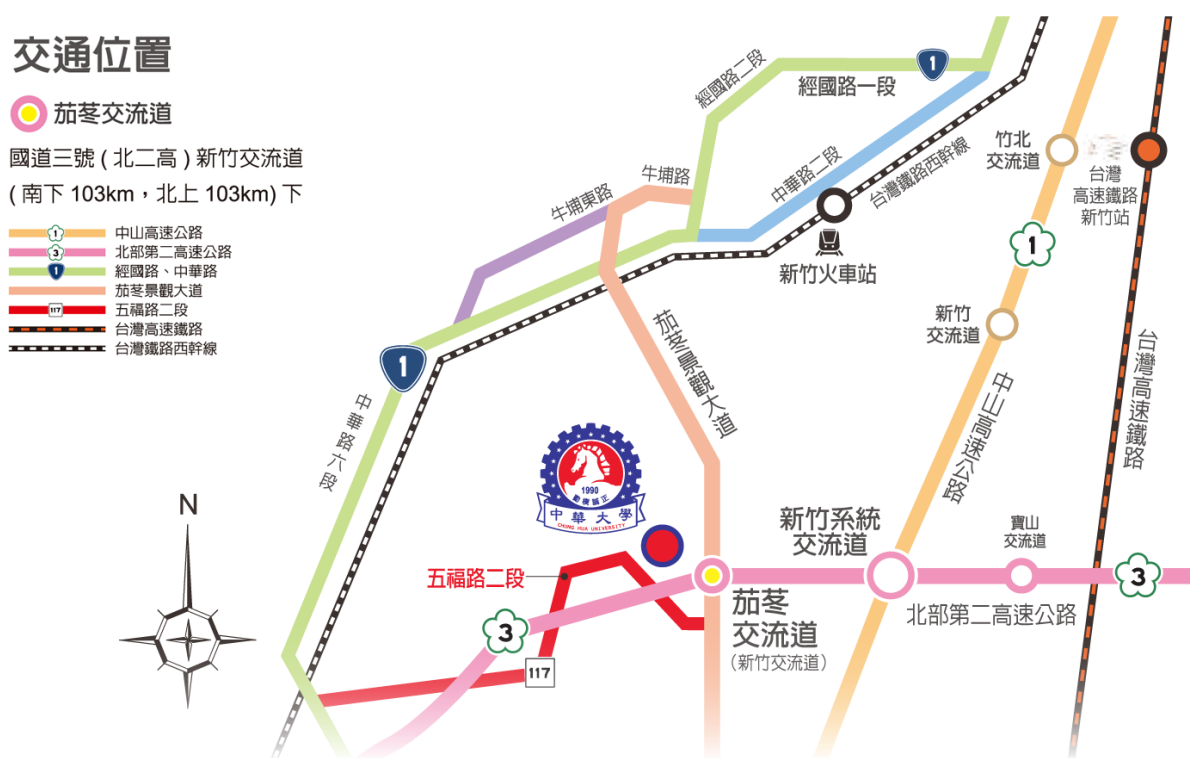 交通位置
茄苳交流道
國道三號 ( 北二高 ) 新竹交流道
( 南下 103km，北上 103km) 下
1 中山高速公路
3 北部第二高速公路
1 經國路、中華路
茄苳景觀大道
117 五福路二段
台灣高速鐵路
台灣鐵路西幹線
N
1
經國路一段
經國路二段
中華路二段
台灣鐵路西幹線
牛埔路
牛埔東路
新竹火車站
竹北
交流道
台灣
高速鐵路
新竹站
1
新竹
交流道
中山高速公路
台灣高速鐵路
茄苳景觀大道
1
中華路六段
1990
中華大學
CHUNG HUA UNIVERSITY
五福路二段
3
117
茄苳
交流道
(新竹交流道)
新竹系統
交流道
寶山
交流道
3
北部第二高速公路